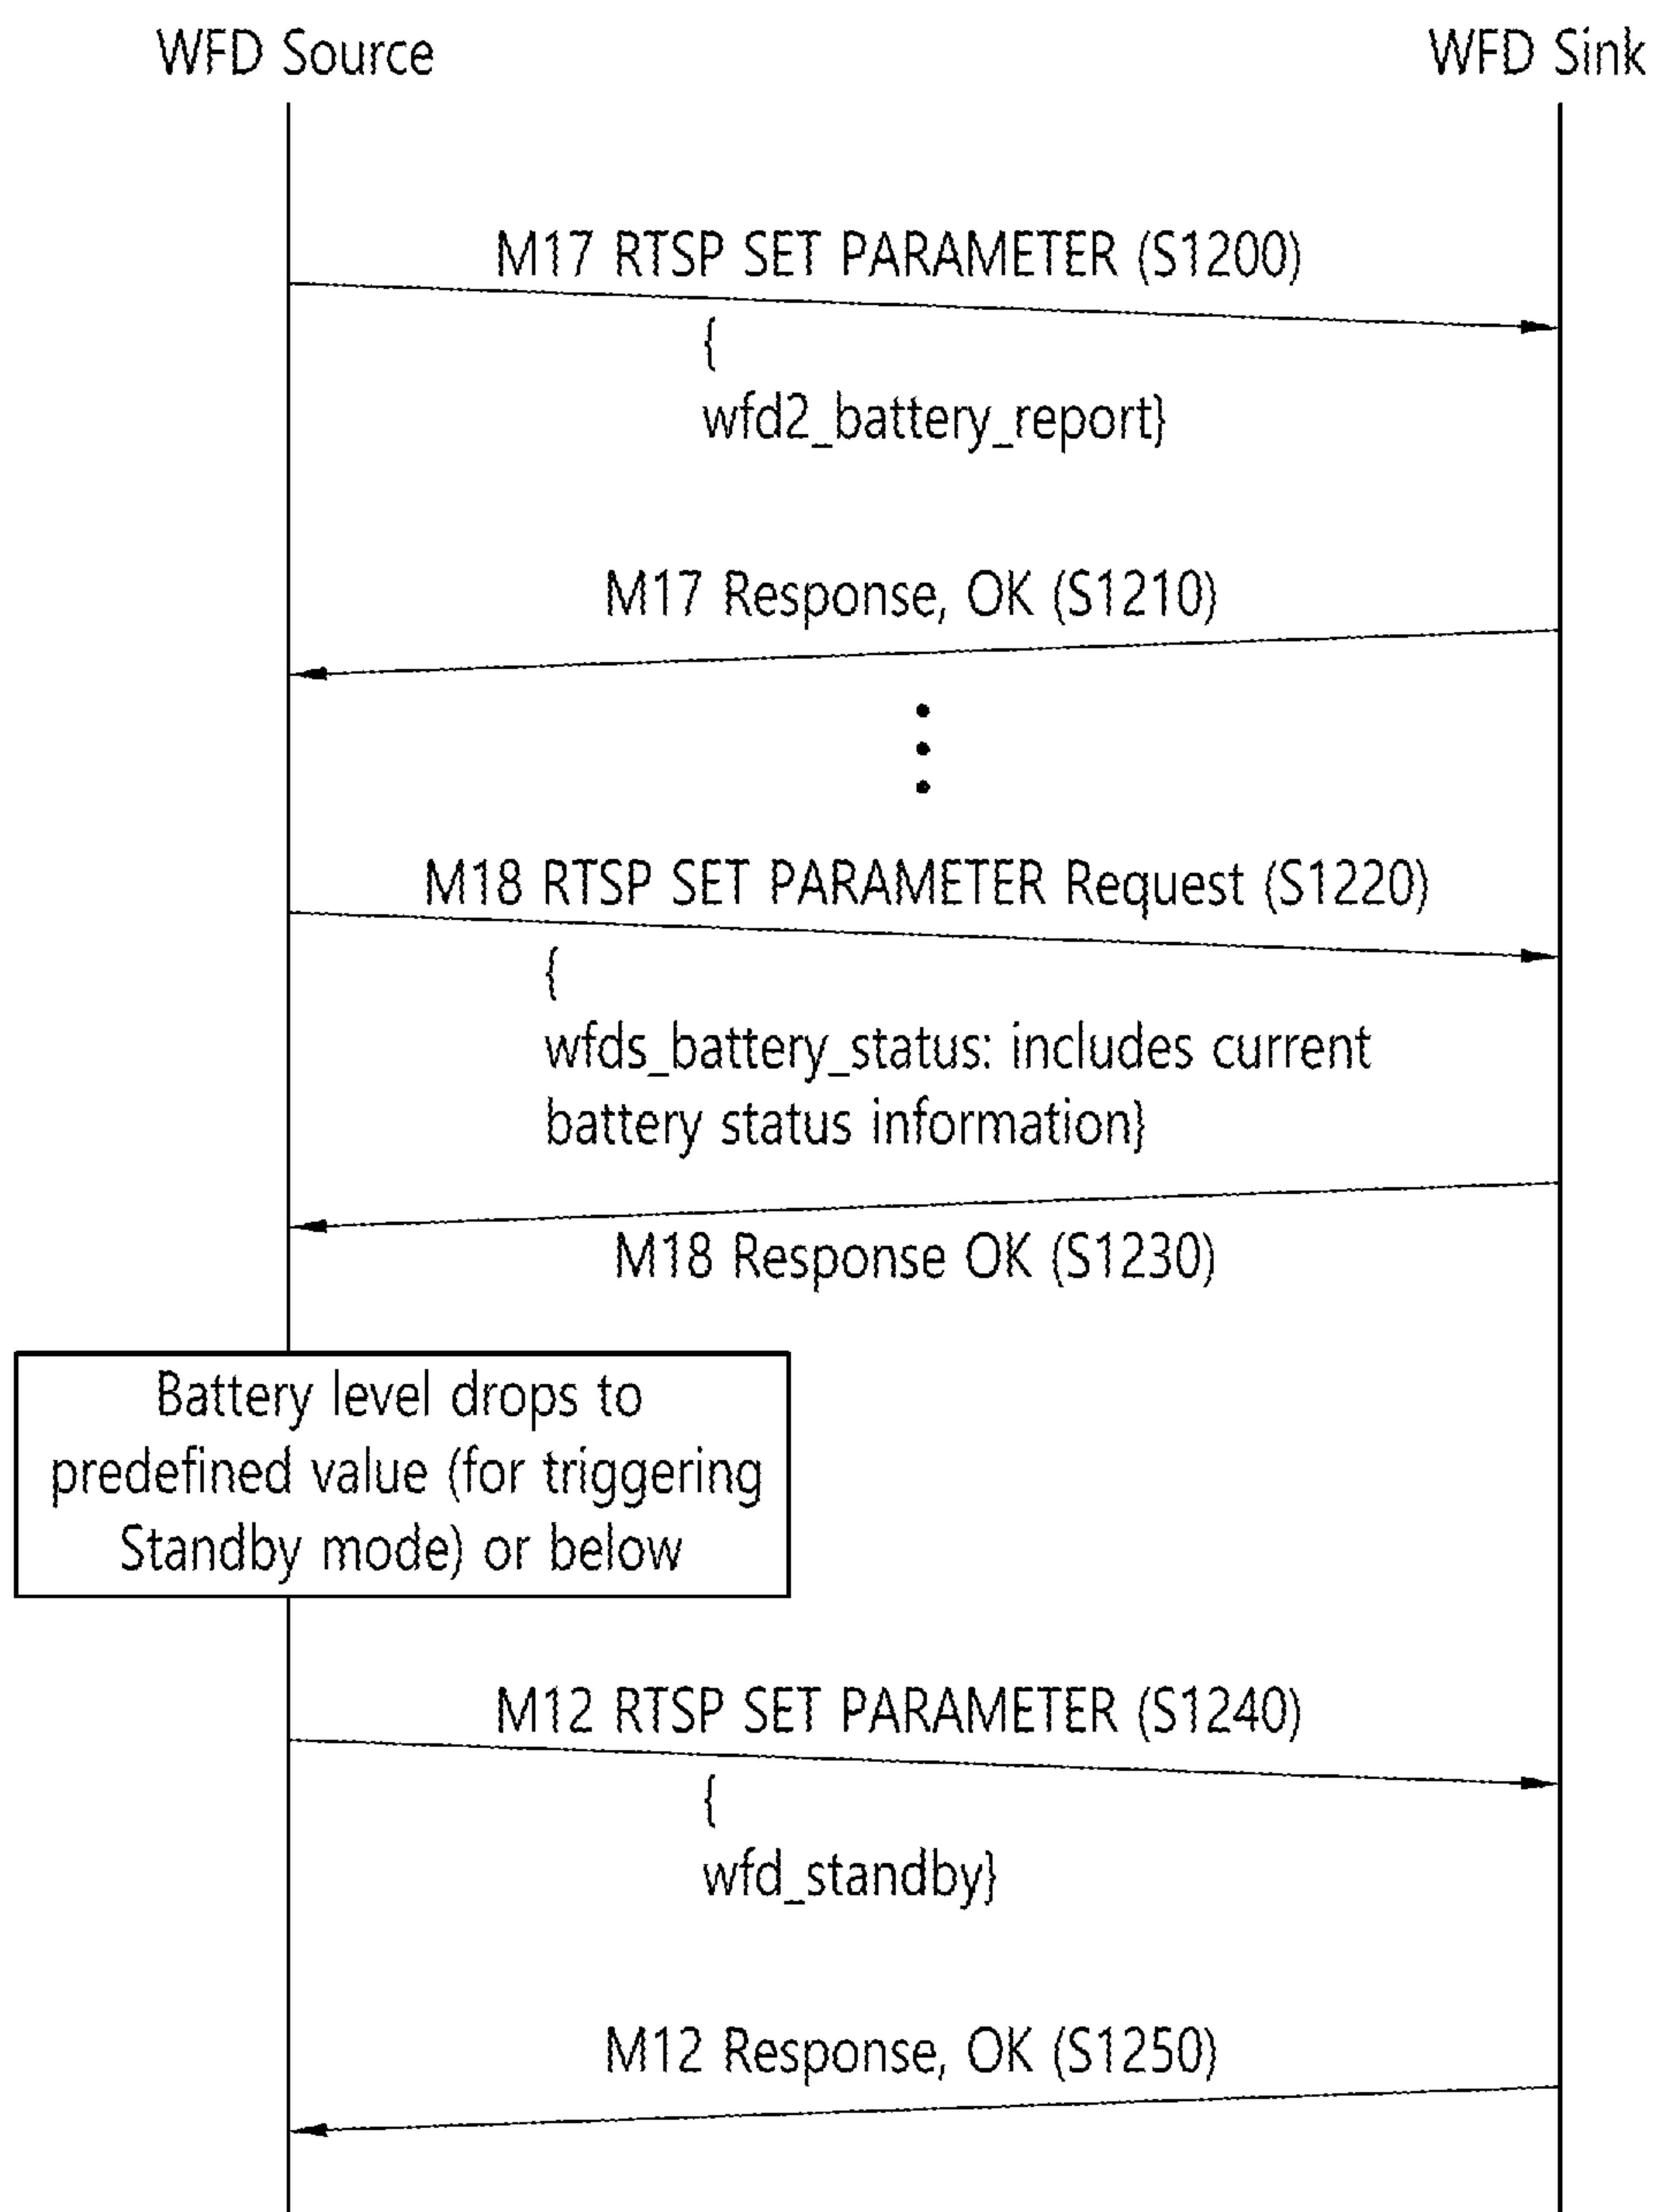 WFD Source
WFD Sink
M17 RTSP SET PARAMETER (S1200)
{
wfd2_battery_report}
M17 Response, OK (S1210)
M18 RTSP SET PARAMETER Request (S1220)
{
wfds_battery_status: includes current
battery status information}
M18 Response OK (S1230)
Battery level drops to
predefined value (for triggering
Standby mode) or below
M12 RTSP SET PARAMETER (S1240)
{
wfd_standby}
M12 Response, OK (S1250)